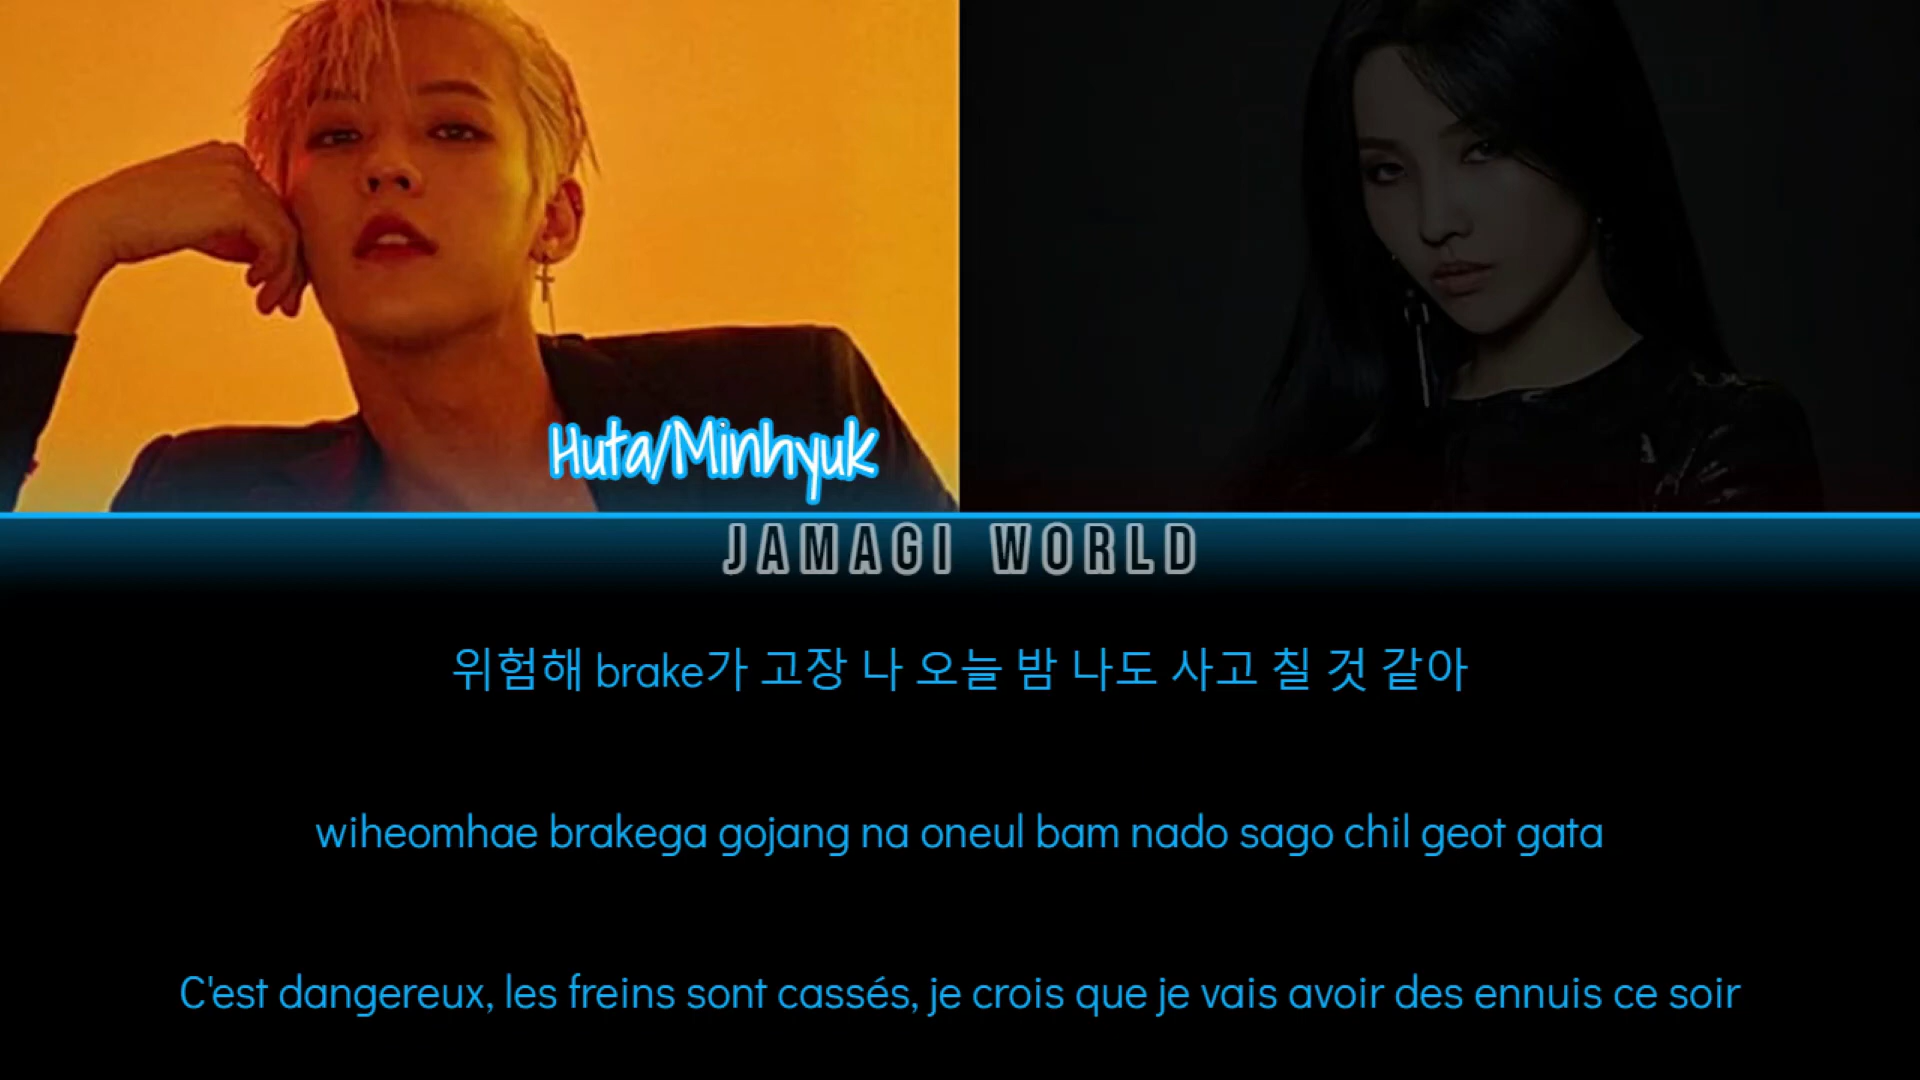 Huta/Minhyuk
JAMAGI WORLD
위험해 brake가 고장 나 오늘 밤 나도 사고 칠 것 같아
wiheomhae brakega gojang na oneul bam nado sago chil geot gata
C'est dangereux, les freins sont cassés, je crois que je vais avoir des ennuis ce soir